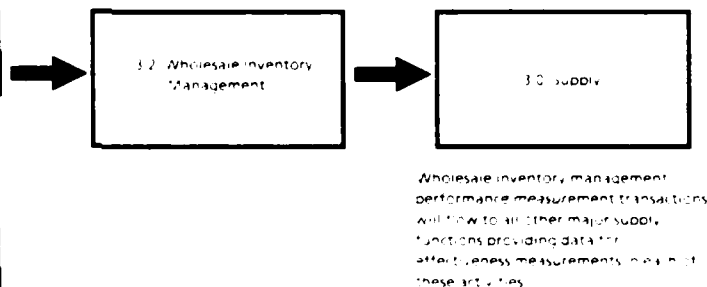 3.2 Wholesale Inventory
Management
3.0 Supply
Wholesale inventory management
performance measurement transactions
will flow to all other major supply
functions providing data for
effectiveness measurements in each of
these activities